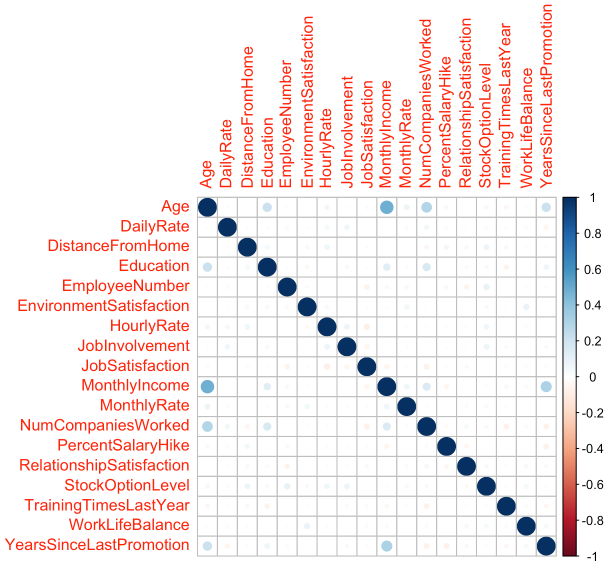 Age
DailyRate
DistanceFromHome
Education
EmployeeNumber
EnvironmentSatisfaction
HourlyRate
JobInvolvement
JobSatisfaction
MonthlyIncome
MonthlyRate
NumCompaniesWorked
PercentSalaryHike
RelationshipSatisfaction
StockOptionLevel
TrainingTimesLastYear
WorkLifeBalance
YearsSinceLastPromotion
Age
DailyRate
DistanceFromHome
Education
EmployeeNumber
EnvironmentSatisfaction
HourlyRate
JobInvolvement
JobSatisfaction
MonthlyIncome
MonthlyRate
NumCompaniesWorked
PercentSalaryHike
RelationshipSatisfaction
StockOptionLevel
TrainingTimesLastYear
WorkLifeBalance
YearsSinceLastPromotion
1
0.8
0.6
0.4
0.2
0
-0.2
-0.4
-0.6
-0.8
-1